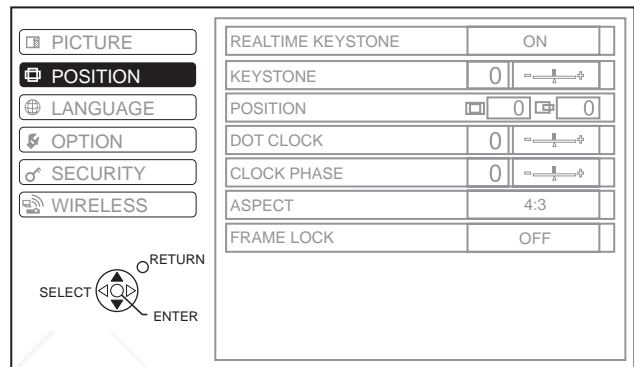 PICTURE
POSITION
LANGUAGE
OPTION
SECURITY
WIRELESS
RETURN
SELECT
ENTER
REALTIME KEYSTONE ON
KEYSTONE 0
POSITION 0 0
DOT CLOCK 0
CLOCK PHASE 0
ASPECT 4:3
FRAME LOCK OFF